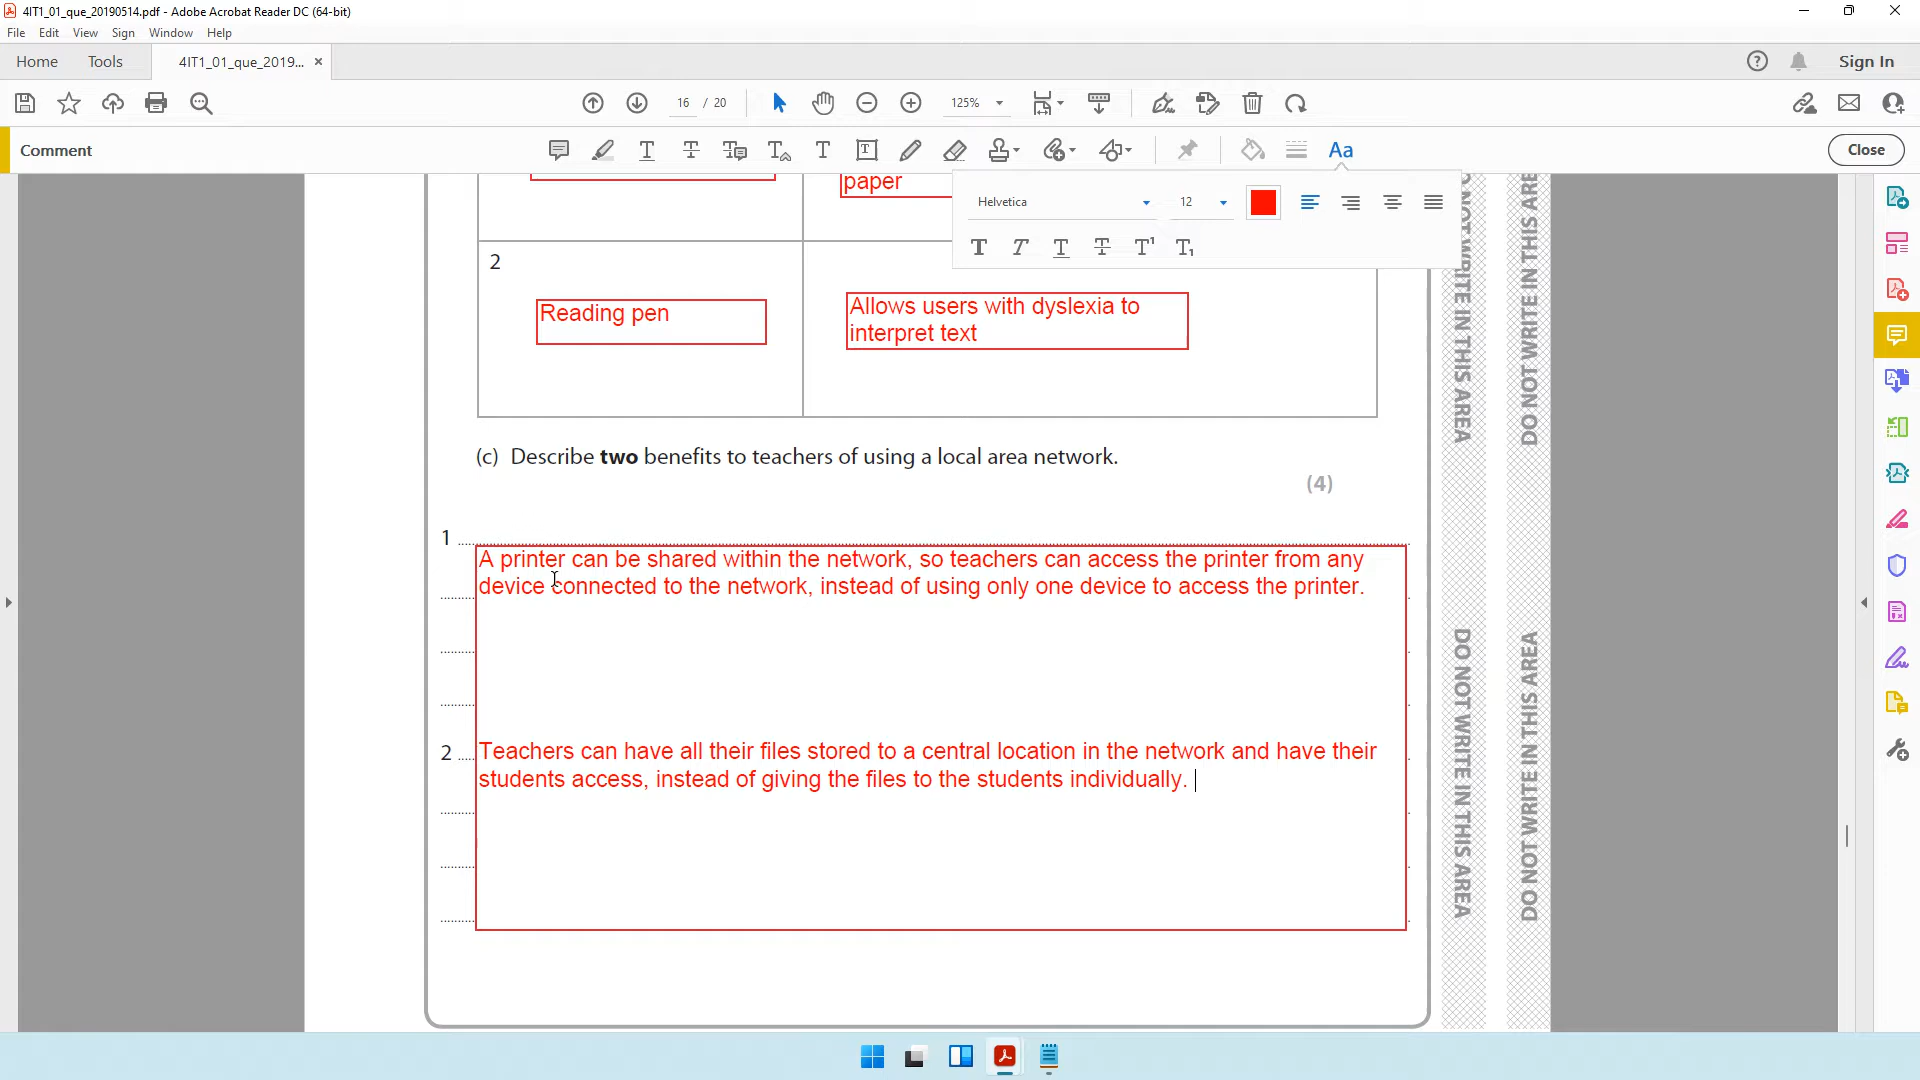 4IT1_01_que_20190514.pdf - Adobe Acrobat Reader DC (64-bit)
File Edit View Sign Window Help
Home Tools 4IT1_01_que_2019... × Sign In
16 / 20 125%
Comment Close
Helvetica 12
paper
2
Reading pen
Allows users with dyslexia to
interpret text
(c) Describe two benefits to teachers of using a local area network.
(4)
1
A printer can be shared within the network, so teachers can access the printer from any
device connected to the network, instead of using only one device to access the printer.
2
Teachers can have all their files stored to a central location in the network and have their
students access, instead of giving the files to the students individually.
DO NOT WRITE IN THIS AREA
DO NOT WRITE IN THIS AREA
DO NOT WRITE IN THIS AREA
DO NOT WRITE IN THIS AREA